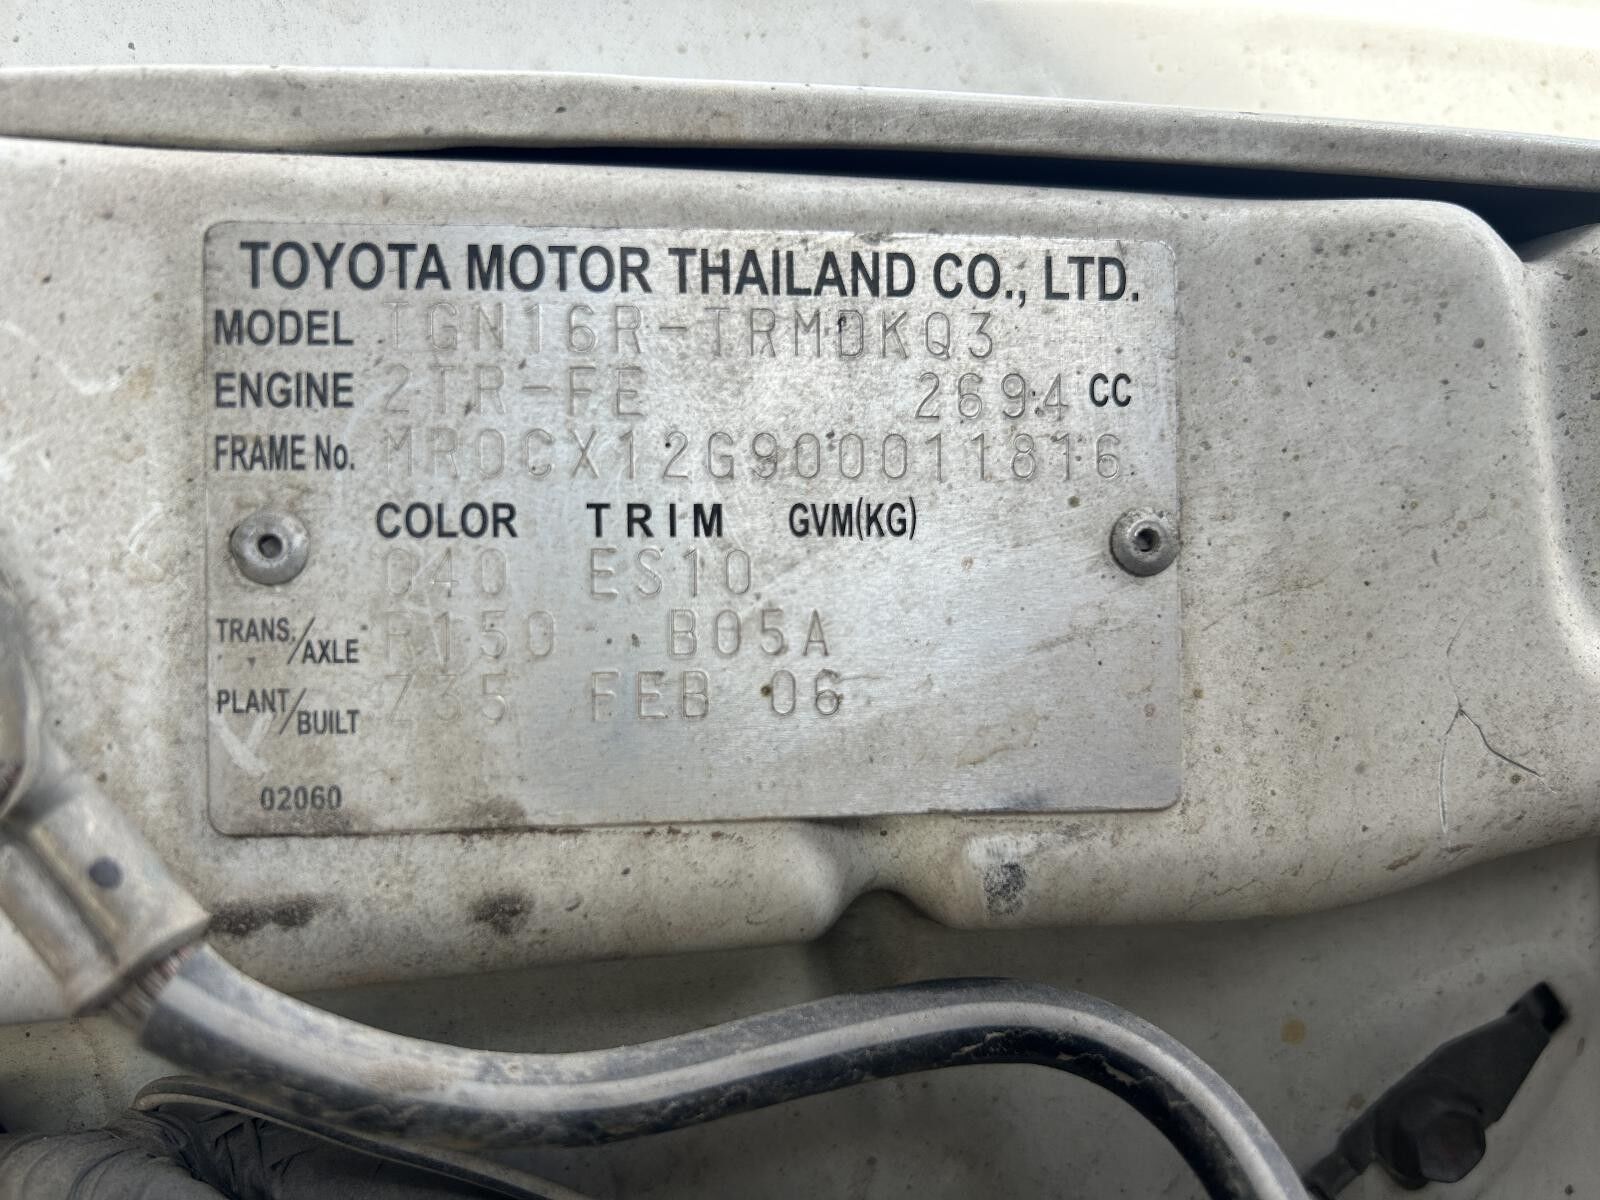 TOYOTA MOTOR THAILAND CO., LTD.
MODEL TGN16R-TRMDKQ3
ENGINE 2TR-FE 2694 CC
FRAME No. MR0CX12G900011816
COLOR TRIM GVM(KG)
040 ES10
TRANS./AXLE R150 B05A
PLANT/BUILT Z35 FEB 06
02060